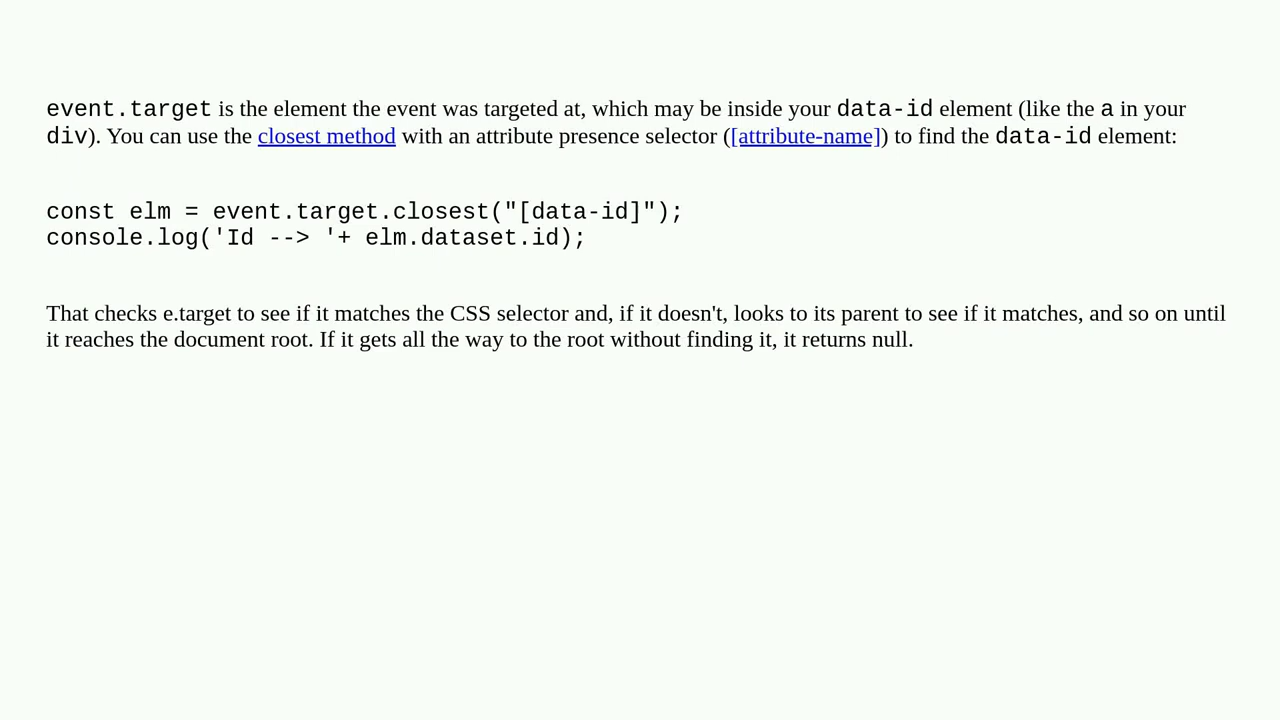 event.target is the element the event was targeted at, which may be inside your data-id element (like the a in your
div). You can use the closest method with an attribute presence selector ([attribute-name]) to find the data-id element:
const elm = event.target.closest("[data-id]");
console.log('Id --> '+ elm.dataset.id);
That checks e.target to see if it matches the CSS selector and, if it doesn't, looks to its parent to see if it matches, and so on until
it reaches the document root. If it gets all the way to the root without finding it, it returns null.